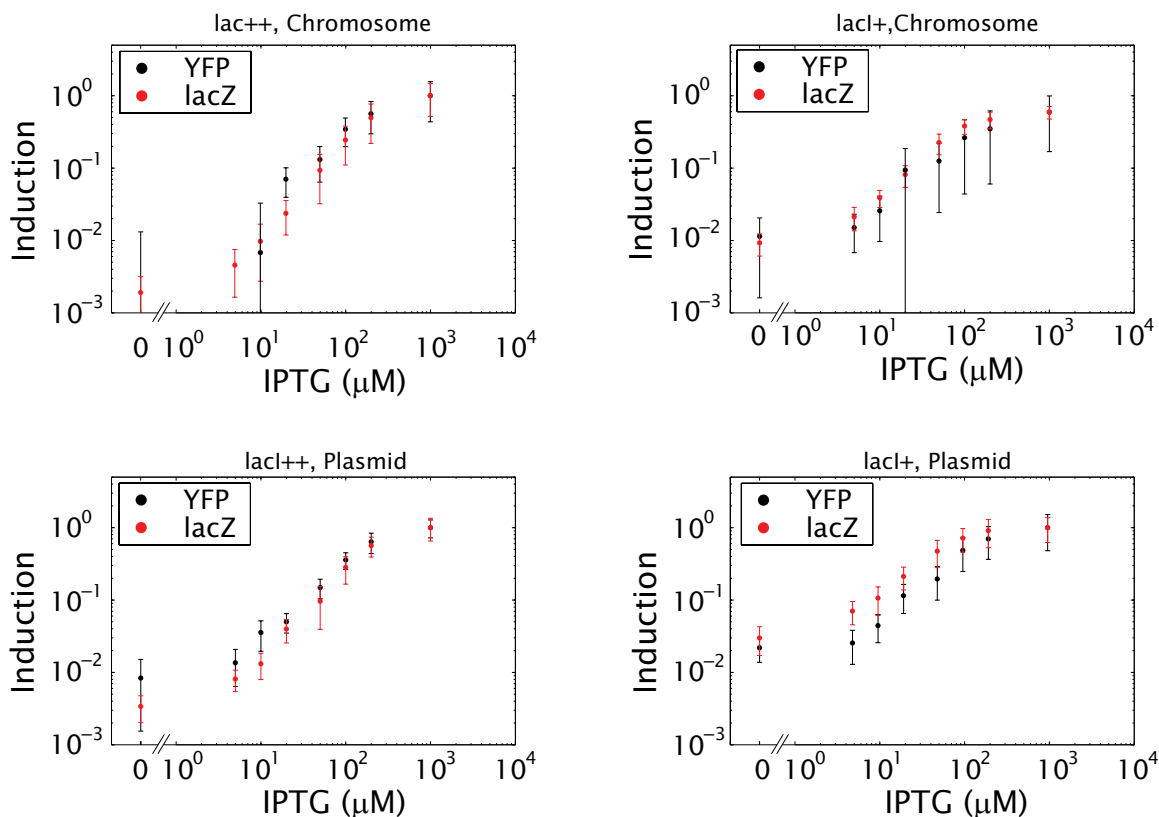 lac++, Chromosome
YFP
lacZ
Induction
10^0
10^-1
10^-2
10^-3
0 10^0 10^1 10^2 10^3 10^4
IPTG (μM)
lacI+,Chromosome
YFP
lacZ
Induction
10^0
10^-1
10^-2
10^-3
0 10^0 10^1 10^2 10^3 10^4
IPTG (μM)
lacI++, Plasmid
YFP
lacZ
Induction
10^0
10^-1
10^-2
10^-3
0 10^0 10^1 10^2 10^3 10^4
IPTG (μM)
lacI+, Plasmid
YFP
lacZ
Induction
10^0
10^-1
10^-2
10^-3
0 10^0 10^1 10^2 10^3 10^4
IPTG (μM)